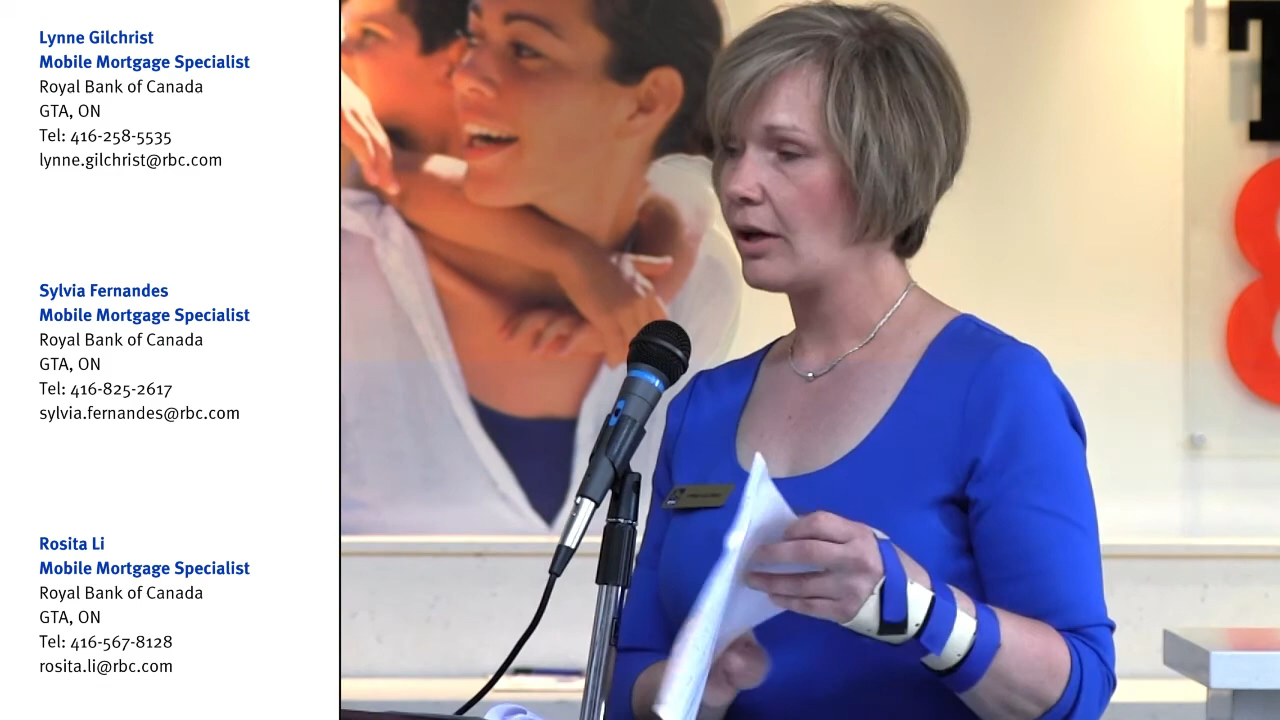 Lynne Gilchrist
Mobile Mortgage Specialist
Royal Bank of Canada
GTA, ON
Tel: 416-258-5535
lynne.gilchrist@rbc.com
Sylvia Fernandes
Mobile Mortgage Specialist
Royal Bank of Canada
GTA, ON
Tel: 416-825-2617
sylvia.fernandes@rbc.com
Rosita Li
Mobile Mortgage Specialist
Royal Bank of Canada
GTA, ON
Tel: 416-567-8128
rosita.li@rbc.com